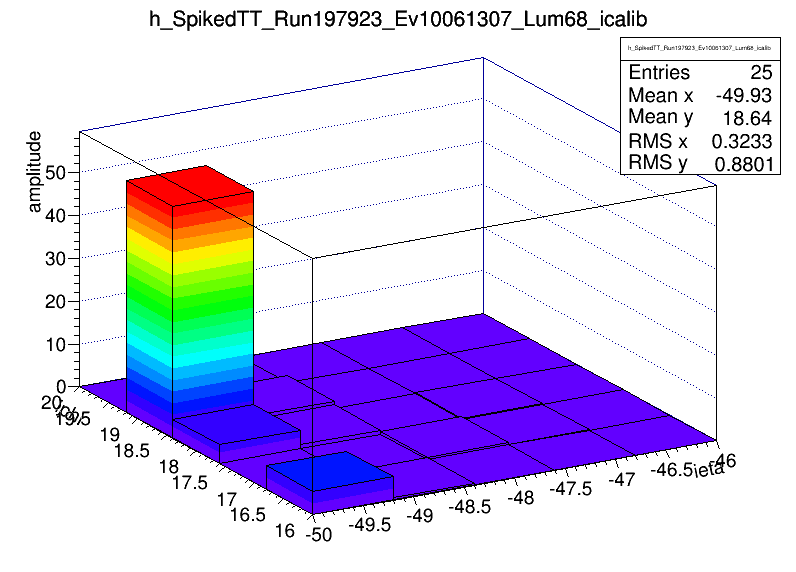 h_SpikedTT_Run197923_Ev10061307_Lum68_icalib
h_SpikedTT_Run197923_Ev10061307_Lum68_icalib
Entries 25
Mean x -49.93
Mean y 18.64
RMS x 0.3233
RMS y 0.8801
amplitude
50
40
30
20
10
0
20
19.5
19
18.5
18
17.5
17
16.5
16
-50
-49.5
-49
-48.5
-48
-47.5
-47
-46.5
-46
ieta